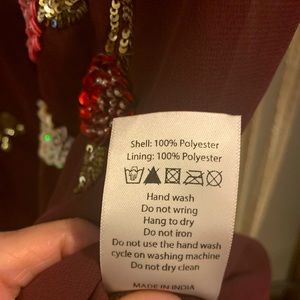 Shell: 100% Polyester
Lining: 100% Polyester
Hand wash
Do not wring
Hang to dry
Do not iron
Do not use the hand wash
cycle on washing machine
Do not dry clean
MADE IN INDIA